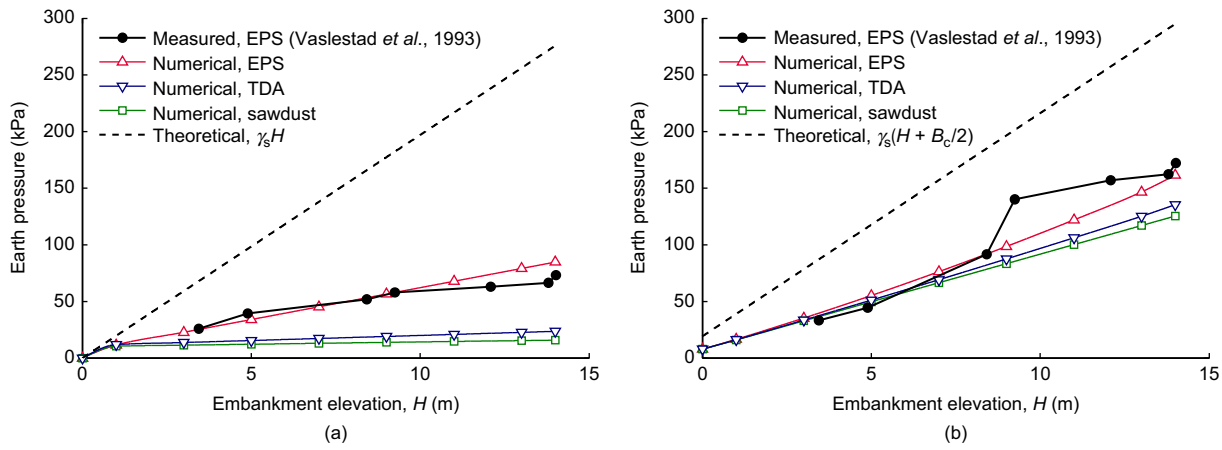 300
250
200
150
100
50
0
Earth pressure (kPa)
Measured, EPS (Vaslestad et al., 1993)
Numerical, EPS
Numerical, TDA
Numerical, sawdust
Theoretical, γsH
0 5 10 15
Embankment elevation, H (m)
(a)
300
250
200
150
100
50
0
Earth pressure (kPa)
Measured, EPS (Vaslestad et al., 1993)
Numerical, EPS
Numerical, TDA
Numerical, sawdust
Theoretical, γs(H + Bc/2)
0 5 10 15
Embankment elevation, H (m)
(b)